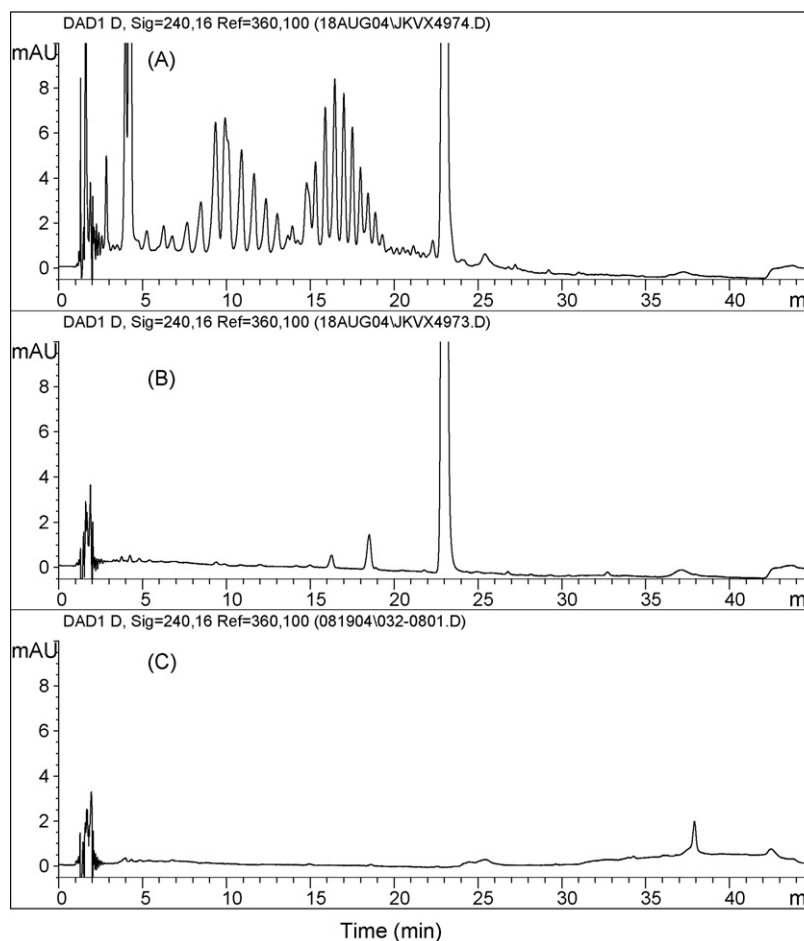 DAD1 D, Sig=240,16 Ref=360,100 (18AUG04\JKVX4974.D)
mAU
(A)
8
6
4
2
0
0 5 10 15 20 25 30 35 40 m
DAD1 D, Sig=240,16 Ref=360,100 (18AUG04\JKVX4973.D)
mAU
(B)
8
6
4
2
0
0 5 10 15 20 25 30 35 40 m
DAD1 D, Sig=240,16 Ref=360,100 (081904\032-0801.D)
mAU
(C)
8
6
4
2
0
0 5 10 15 20 25 30 35 40 m
Time (min)